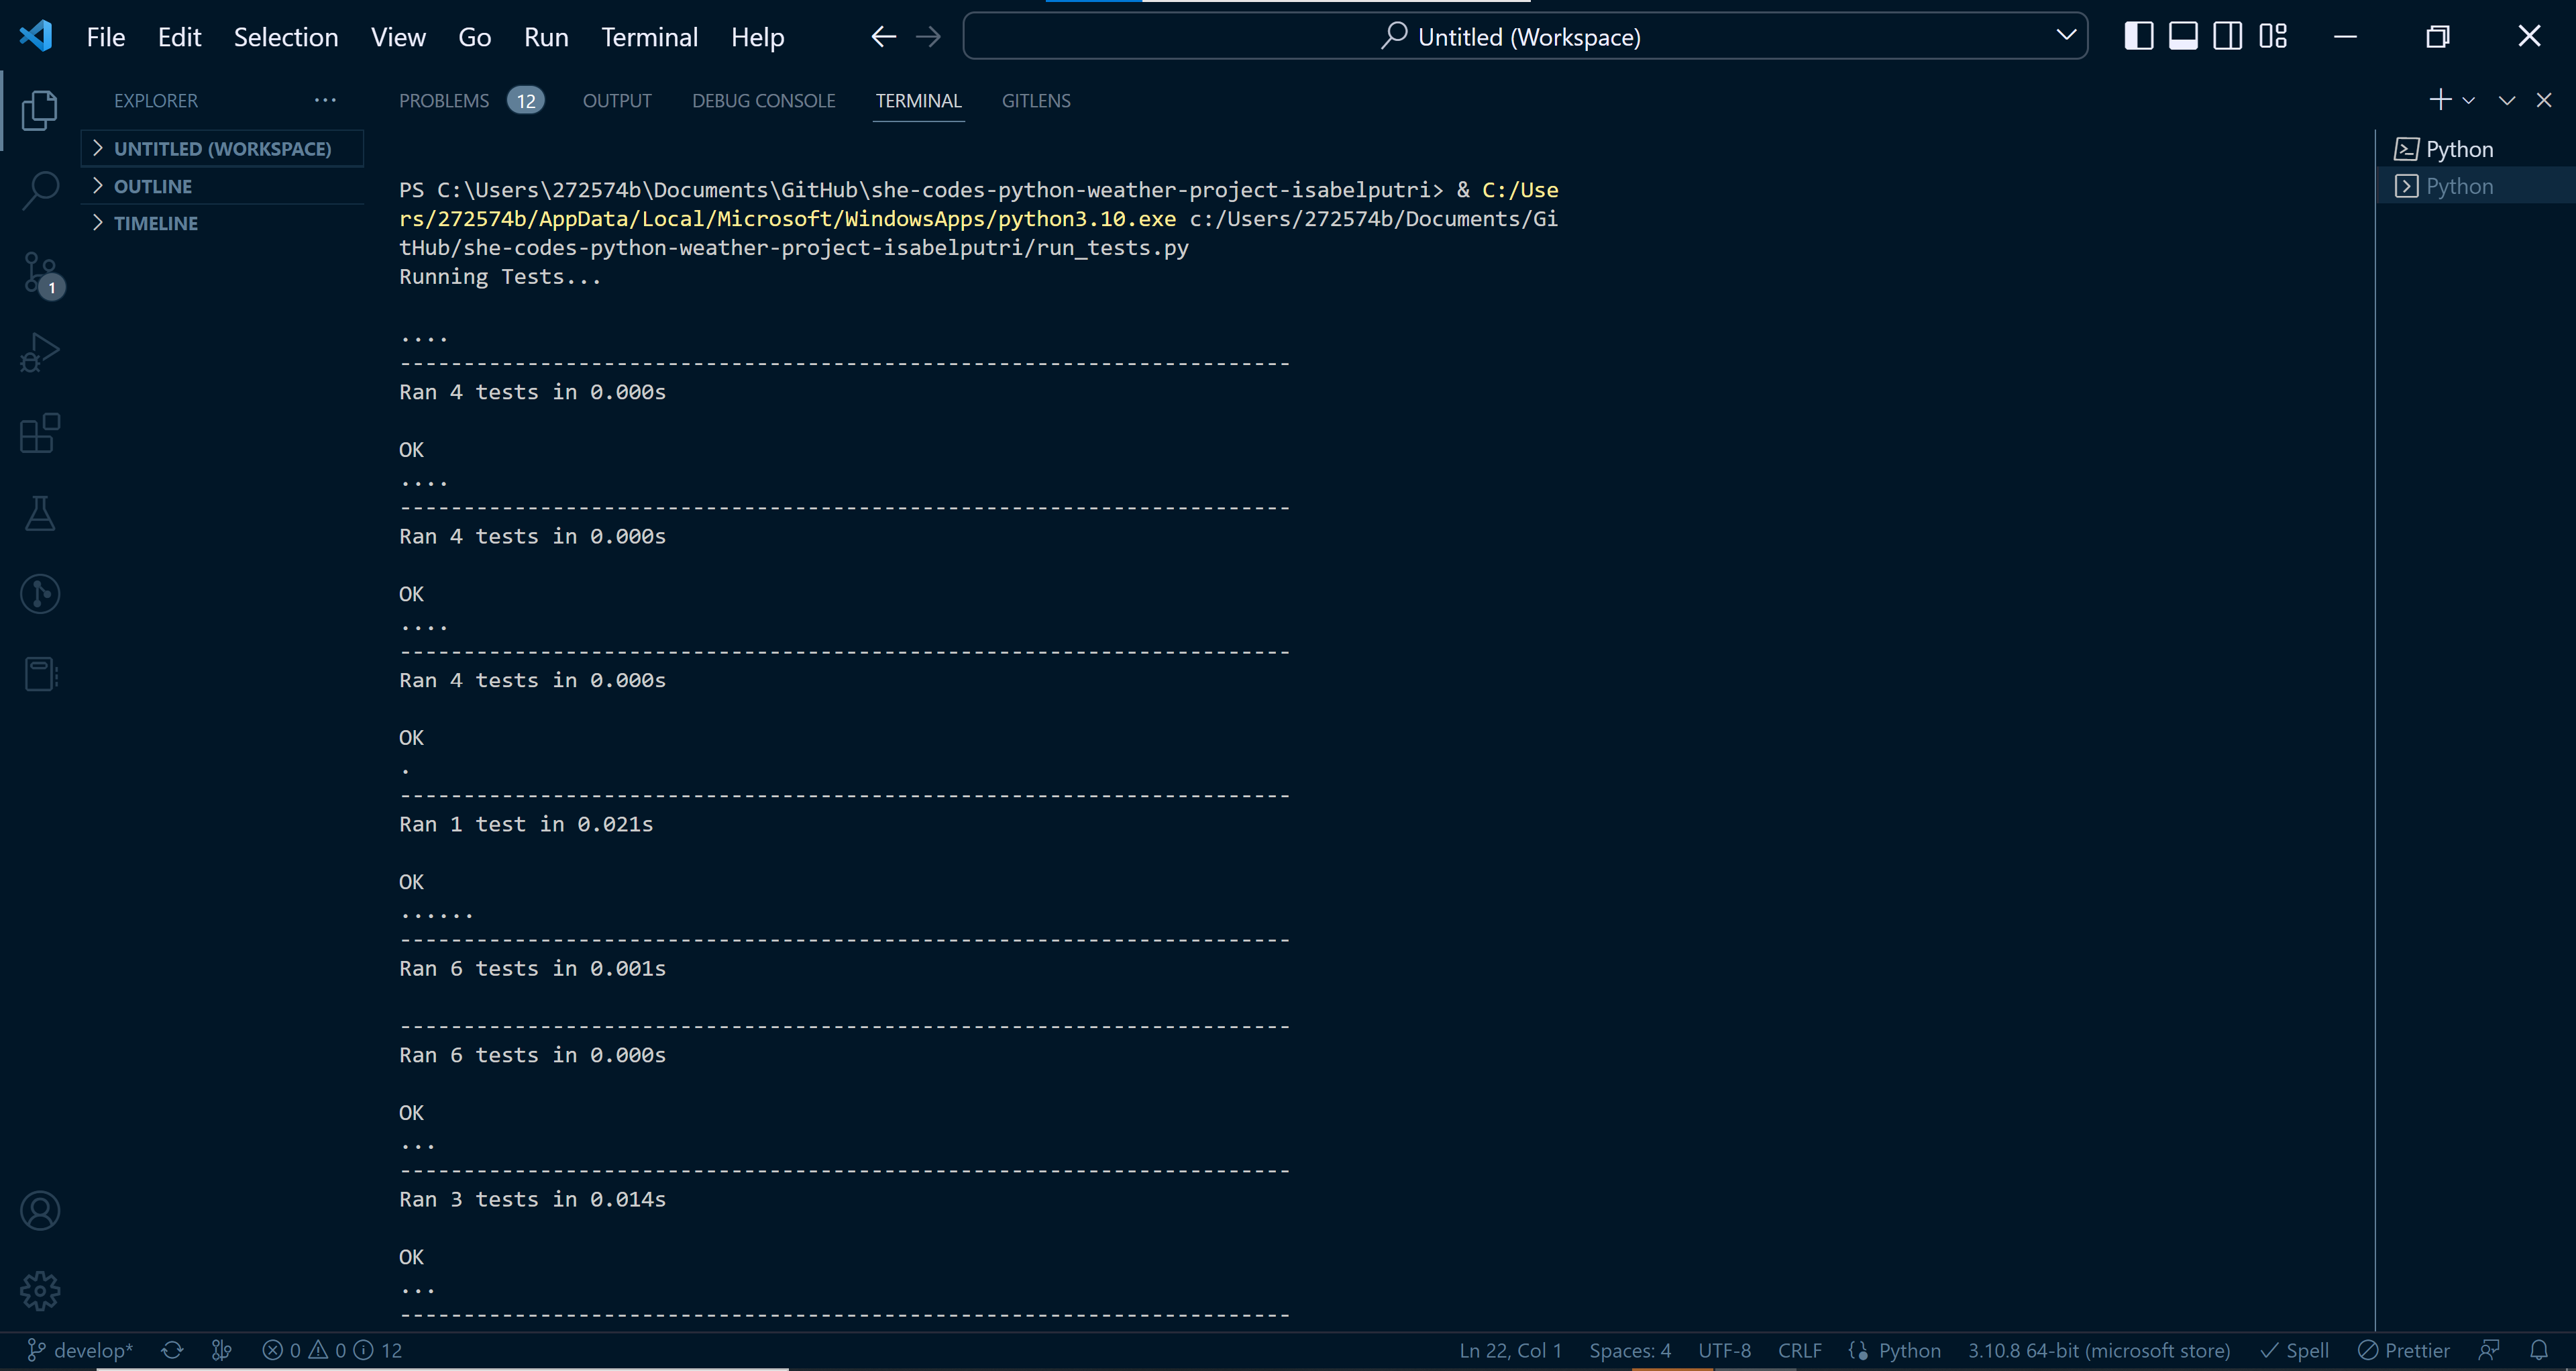 File Edit Selection View Go Run Terminal Help
Untitled (Workspace)
EXPLORER
UNTITLED (WORKSPACE)
OUTLINE
TIMELINE
1
PROBLEMS 12 OUTPUT DEBUG CONSOLE TERMINAL GITLENS
Python
Python
PS C:\Users\272574b\Documents\GitHub\she-codes-python-weather-project-isabelputri> & C:/Use
rs/272574b/AppData/Local/Microsoft/WindowsApps/python3.10.exe c:/Users/272574b/Documents/Gi
tHub/she-codes-python-weather-project-isabelputri/run_tests.py
Running Tests...
....
----------------------------------------------------------------------
Ran 4 tests in 0.000s
OK
....
----------------------------------------------------------------------
Ran 4 tests in 0.000s
OK
....
----------------------------------------------------------------------
Ran 4 tests in 0.000s
OK
.
----------------------------------------------------------------------
Ran 1 test in 0.021s
OK
......
----------------------------------------------------------------------
Ran 6 tests in 0.001s
----------------------------------------------------------------------
Ran 6 tests in 0.000s
OK
...
----------------------------------------------------------------------
Ran 3 tests in 0.014s
OK
...
----------------------------------------------------------------------
develop* 0 0 12 Ln 22, Col 1 Spaces: 4 UTF-8 CRLF Python 3.10.8 64-bit (microsoft store) Spell Prettier